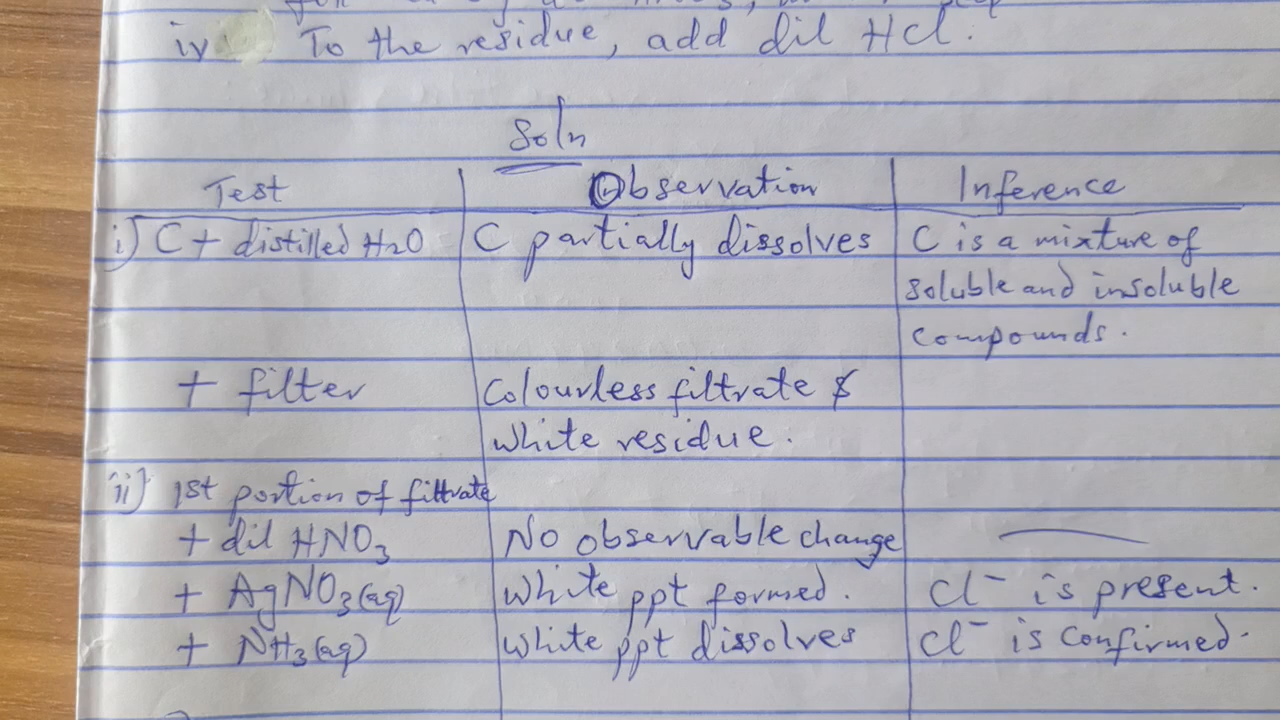 iv To the residue, add dil HCl.
Soln
Test Observation Inference
i) C + distilled H2O C partially dissolves C is a mixture of
soluble and insoluble
compounds.
+ filter Colourless filtrate &
White residue.
ii) 1st portion of filtrate
+ dil HNO3 No observable change —
+ AgNO3(aq) White ppt formed. Cl⁻ is present.
+ NH3(aq) White ppt dissolves Cl⁻ is confirmed.